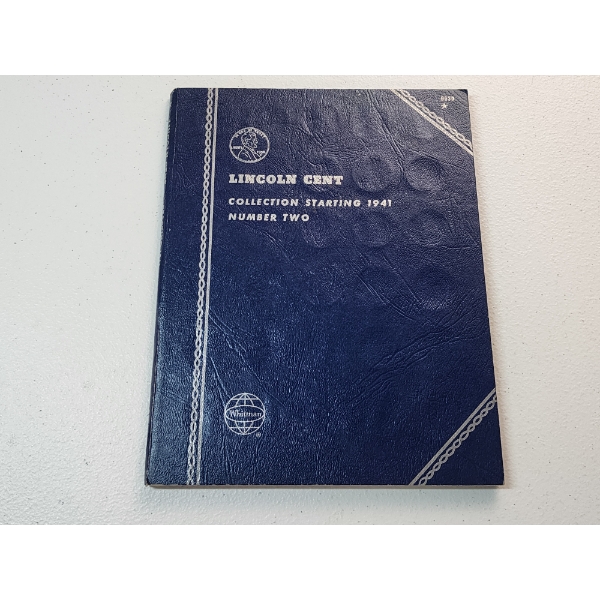 LINCOLN CENT
COLLECTION STARTING 1941
NUMBER TWO
Whitman
®